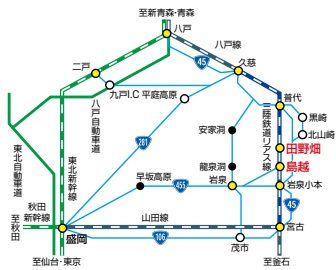 至新青森・青森
八戸
八戸線
45
久慈
二戸
九戸I.C
平庭高原
普代
黒崎
北山崎
八戸自動車道
三陸鉄道リアス線
安家洞
281
田野畑
東北自動車道
東北新幹線
龍泉洞
島越
早坂高原
455
岩泉
岩泉小本
45
秋田新幹線
山田線
至秋田
盛岡
106
宮古
茂市
至仙台・東京
至釜石